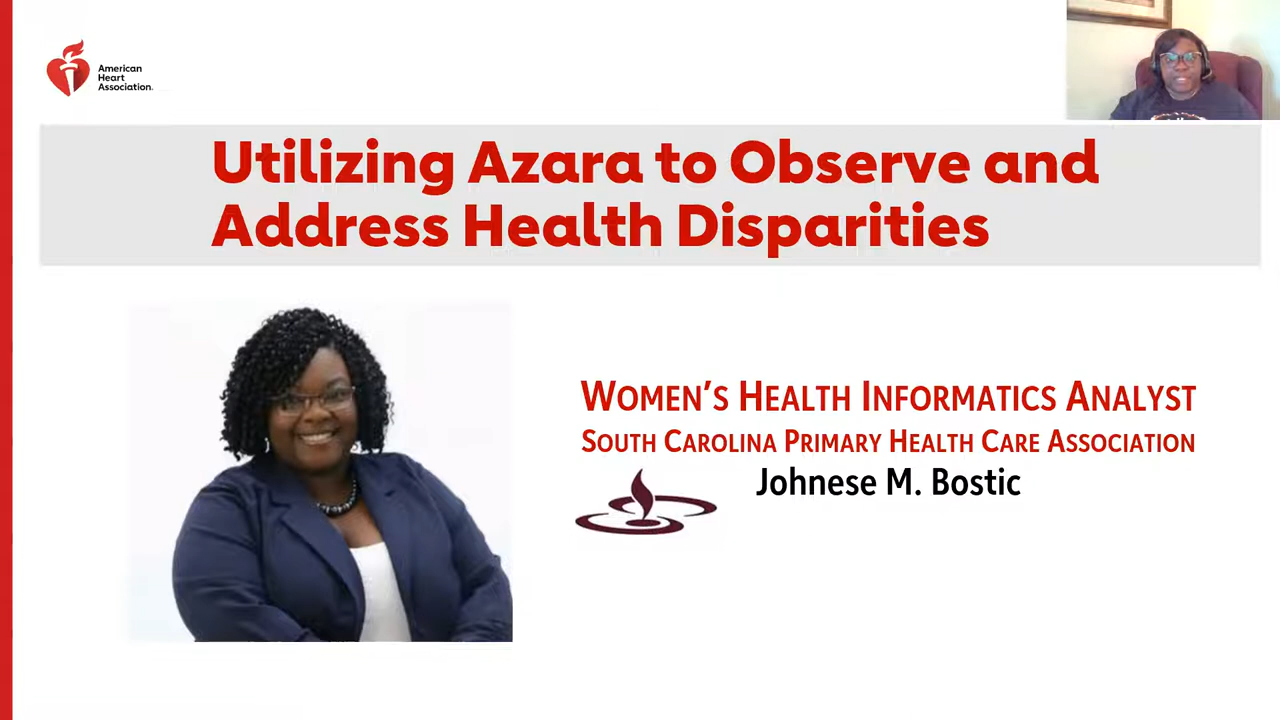 American
Heart
Association.
Utilizing Azara to Observe and
Address Health Disparities
WOMEN'S HEALTH INFORMATICS ANALYST
SOUTH CAROLINA PRIMARY HEALTH CARE ASSOCIATION
Johnese M. Bostic